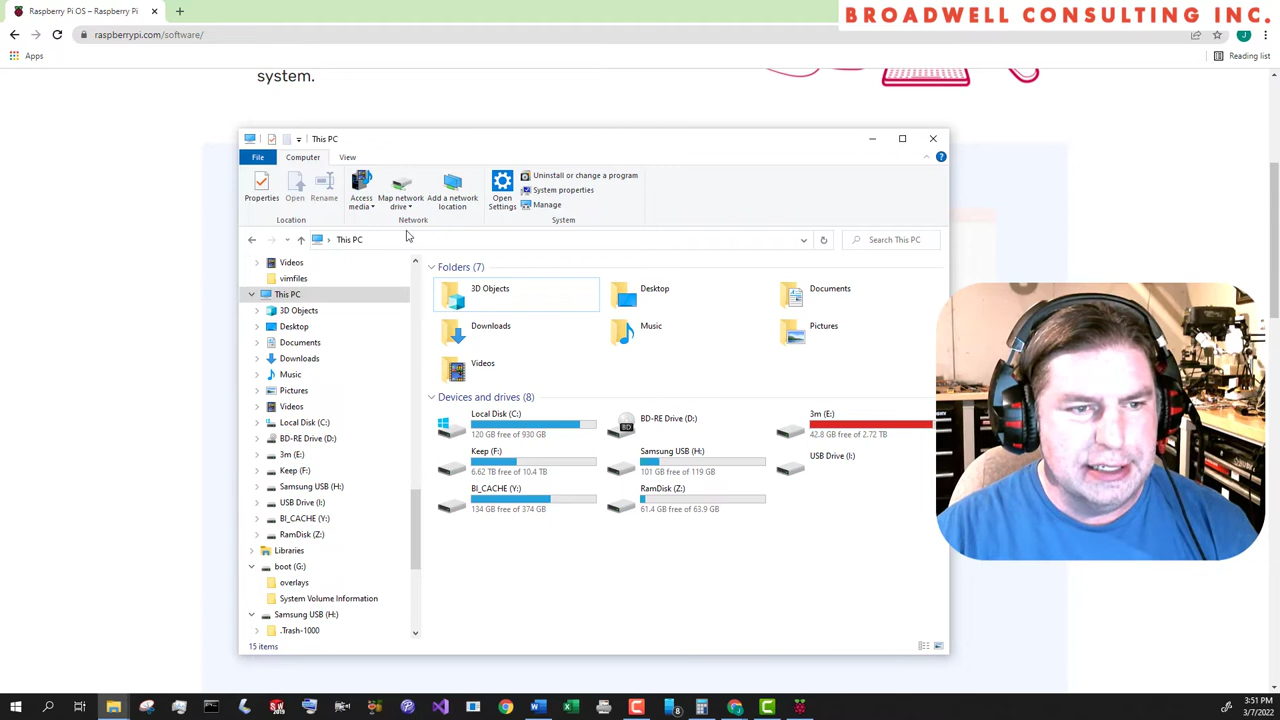 Raspberry Pi OS – Raspberry Pi
BROADWELL CONSULTING INC.
raspberrypi.com/software/
J
Apps
Reading list
system.
This PC
File
Computer
View
Properties
Open
Rename
Access media
Map network drive
Add a network location
Open Settings
Uninstall or change a program
System properties
Manage
Location
Network
System
This PC
Search This PC
Videos
vimfiles
This PC
3D Objects
Desktop
Documents
Downloads
Music
Pictures
Videos
Local Disk (C:)
BD-RE Drive (D:)
3m (E:)
Keep (F:)
Samsung USB (H:)
USB Drive (I:)
BI_CACHE (Y:)
RamDisk (Z:)
Libraries
boot (G:)
overlays
System Volume Information
Samsung USB (H:)
.Trash-1000
Folders (7)
3D Objects
Desktop
Documents
Downloads
Music
Pictures
Videos
Devices and drives (8)
Local Disk (C:)
120 GB free of 930 GB
BD-RE Drive (D:)
BD
3m (E:)
42.8 GB free of 2.72 TB
Keep (F:)
6.62 TB free of 10.4 TB
Samsung USB (H:)
101 GB free of 119 GB
USB Drive (I:)
BI_CACHE (Y:)
134 GB free of 374 GB
RamDisk (Z:)
61.4 GB free of 63.9 GB
15 items
3:51 PM
3/7/2022